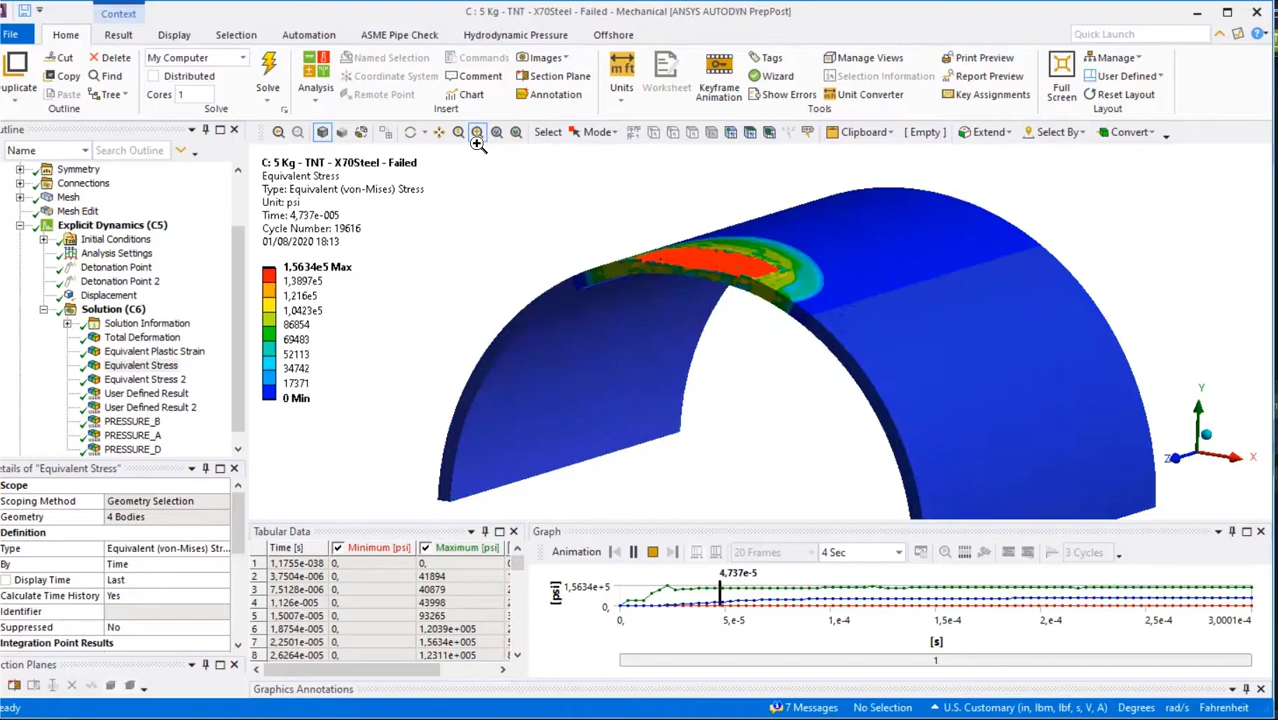 Context
C : 5 Kg - TNT - X70Steel - Failed - Mechanical [ANSYS AUTODYN PrepPost]
File Home Result Display Selection Automation ASME Pipe Check Hydrodynamic Pressure Offshore Quick Launch
Cut Delete My Computer Named Selection Commands Images Tags Manage Views Print Preview Manage
uplicate Copy Find Distributed Solve Analysis Coordinate System Comment Section Plane Units Worksheet Keyframe Animation Wizard Selection Information Report Preview Full Screen User Defined
Paste Tree Cores 1 Remote Point Chart Annotation Show Errors Unit Converter Key Assignments Reset Layout
Outline Solve Insert Tools Layout
utline
Select Mode Clipboard [ Empty ] Extend Select By Convert
Name Search Outline
Symmetry
Connections
Mesh
Mesh Edit
Explicit Dynamics (C5)
Initial Conditions
Analysis Settings
Detonation Point
Detonation Point 2
Displacement
Solution (C6)
Solution Information
Total Deformation
Equivalent Plastic Strain
Equivalent Stress
Equivalent Stress 2
User Defined Result
User Defined Result 2
PRESSURE_B
PRESSURE_A
PRESSURE_D
C: 5 Kg - TNT - X70Steel - Failed
Equivalent Stress
Type: Equivalent (von-Mises) Stress
Unit: psi
Time: 4,737e-005
Cycle Number: 19616
01/08/2020 18:13
1,5634e5 Max
1,3897e5
1,216e5
1,0423e5
86854
69483
52113
34742
17371
0 Min
Y
Z
X
etails of "Equivalent Stress"
Scope
Scoping Method Geometry Selection
Geometry 4 Bodies
Definition
Type Equivalent (von-Mises) Str...
By Time
Display Time Last
Calculate Time History Yes
Identifier
Suppressed No
Integration Point Results
ection Planes
Tabular Data
Time [s] Minimum [psi] Maximum [psi]
1 1,1755e-038 0, 0, 0
2 3,7504e-006 41894
3 7,5128e-006 40879
4 1,126e-005 43998
5 1,5007e-005 93265
6 1,8754e-005 0, 1,2039e+005
7 2,2501e-005 1,5634e+005
8 2,6264e-005 1,2311e+005
Graph
Animation 20 Frames 4 Sec 3 Cycles
4,737e-5
[psi]
1,5634e+5
0,
0, 5,e-5 1,e-4 1,5e-4 2,e-4 2,5e-4 3,0001e-4
[s]
1
Graphics Annotations
Ready 7 Messages No Selection U.S. Customary (in, lbm, lbf, s, V, A) Degrees rad/s Fahrenheit